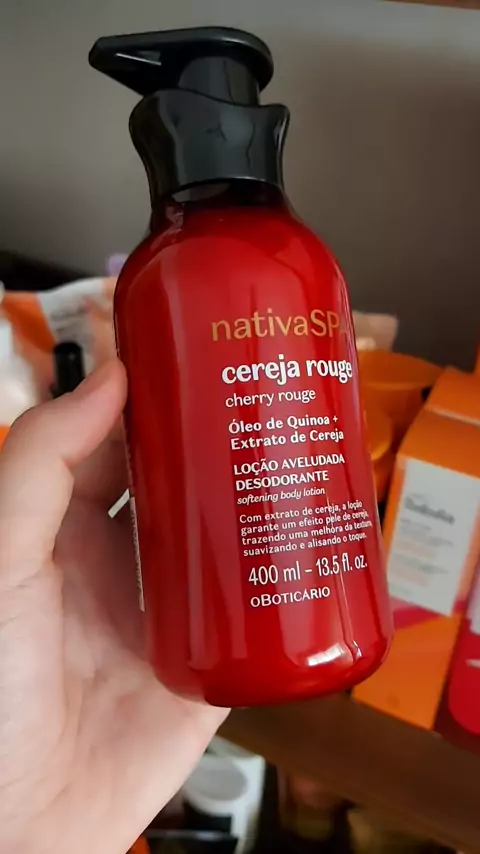 nativaSPA
cereja rouge
cherry rouge
Óleo de Quinoa +
Extrato de Cereja
LOÇÃO AVELUDADA
DESODORANTE
softening body lotion
Com extrato de cereja, a loção
garante um efeito pele de cereja,
trazendo uma melhora da textura,
suavizando e alisando o toque.
400 ml – 13.5 fl. oz.
oBOTICÁRIO